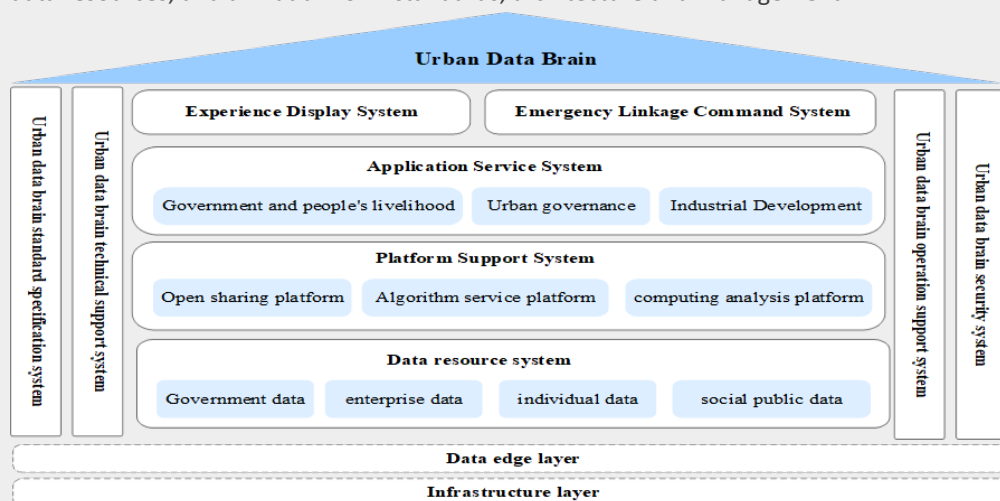 Urban Data Brain
Experience Display System
Emergency Linkage Command System
Application Service System
Government and people's livelihood
Urban governance
Industrial Development
Platform Support System
Open sharing platform
Algorithm service platform
computing analysis platform
Data resource system
Government data
enterprise data
individual data
social public data
Urban data brain standard specification system
Urban data brain technical support system
Urban data brain operation support system
Urban data brain security system
Data edge layer
Infrastructure layer